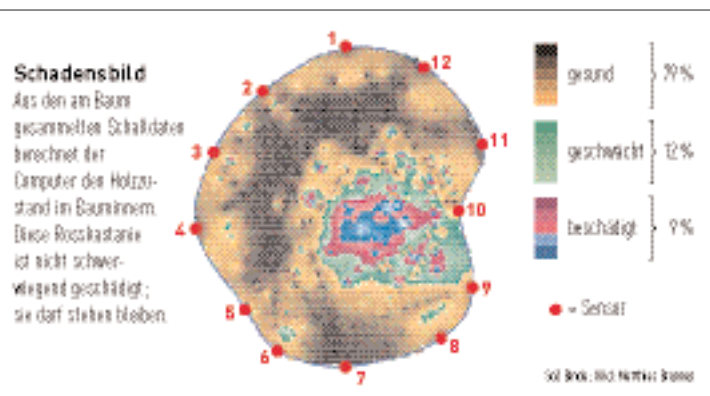 Schadensbild
Aus den am Baum
gesammelten Schalldaten
berechnet der
Computer den Holzzu-
stand im Bauminnern.
Diese Rosskastanie
ist nicht schwer-
wiegend geschädigt;
sie darf stehen bleiben.
1
2
3
4
5
6
7
8
9
10
11
12
gesund 79%
geschwächt 12%
beschädigt 9%
= Sensor